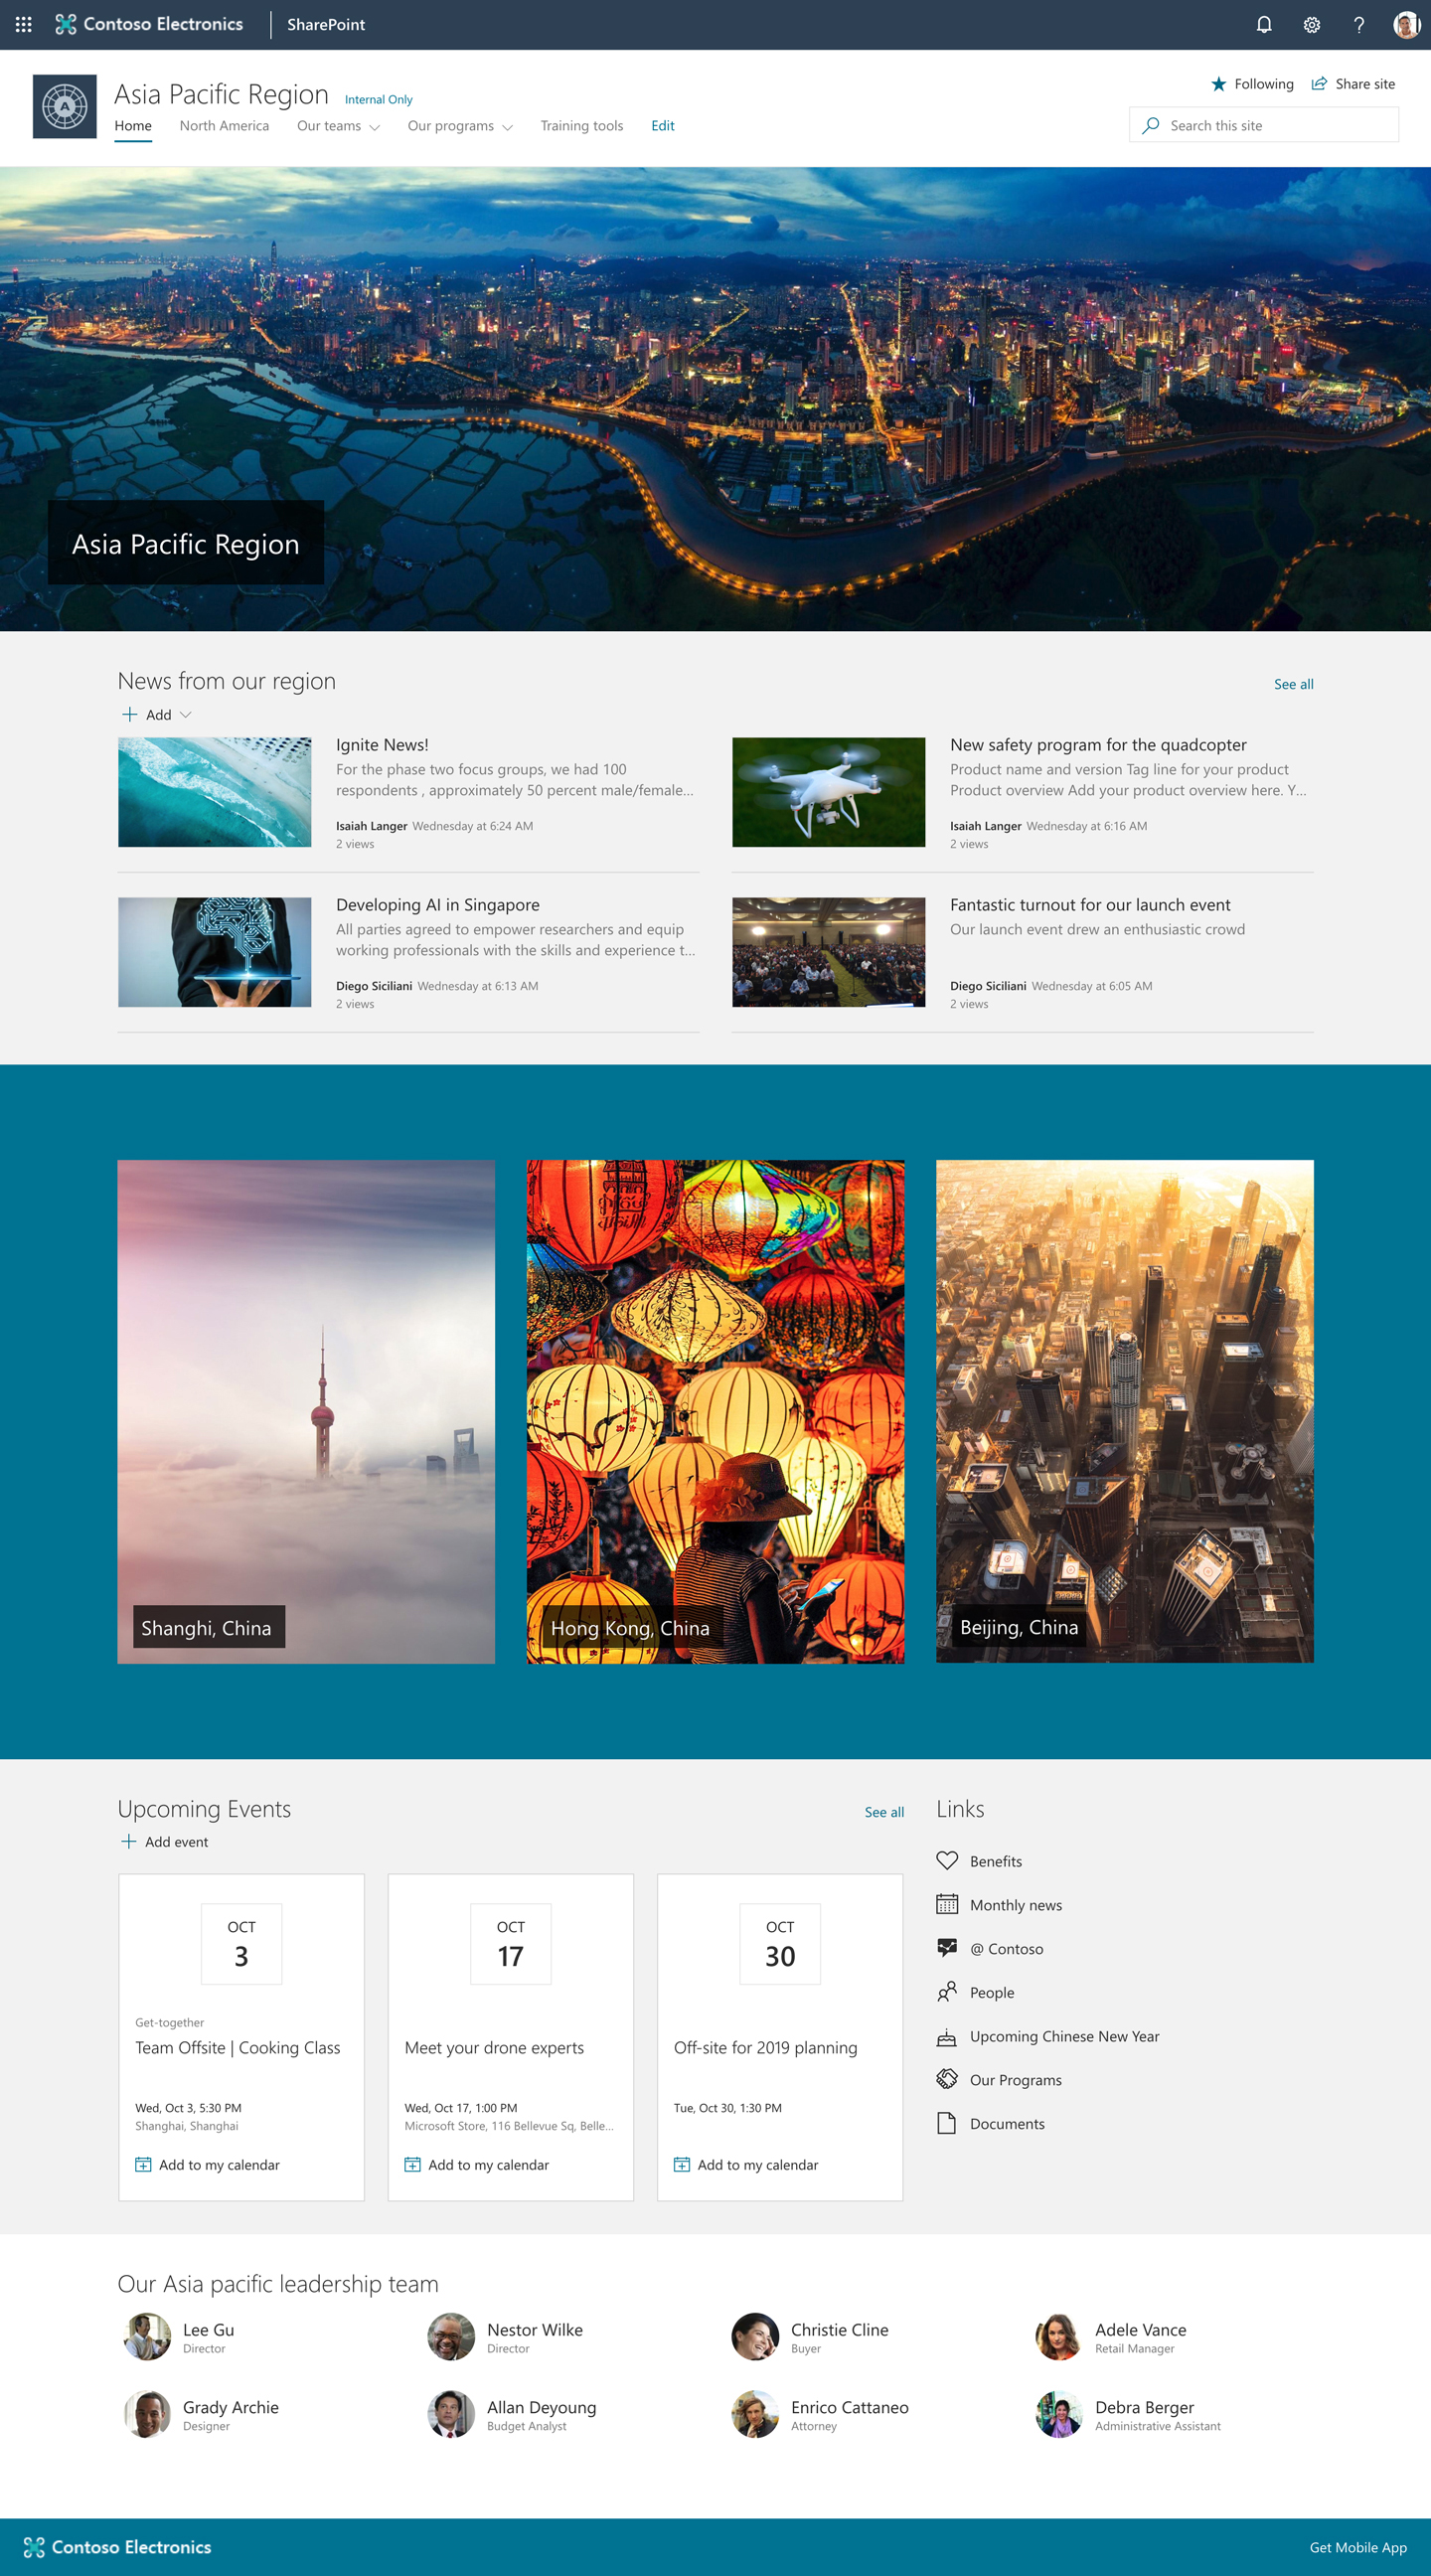 Contoso Electronics
SharePoint
Asia Pacific Region
Internal Only
Following
Share site
Home
North America
Our teams
Our programs
Training tools
Edit
Search this site
Asia Pacific Region
News from our region
See all
Add
Ignite News!
For the phase two focus groups, we had 100
respondents , approximately 50 percent male/female...
Isaiah Langer Wednesday at 6:24 AM
2 views
New safety program for the quadcopter
Product name and version Tag line for your product
Product overview Add your product overview here. Y...
Isaiah Langer Wednesday at 6:16 AM
2 views
Developing AI in Singapore
All parties agreed to empower researchers and equip
working professionals with the skills and experience t...
Diego Siciliani Wednesday at 6:13 AM
2 views
Fantastic turnout for our launch event
Our launch event drew an enthusiastic crowd
Diego Siciliani Wednesday at 6:05 AM
2 views
Shanghi, China
Hong Kong, China
Beijing, China
Upcoming Events
See all
Add event
OCT
3
Get-together
Team Offsite | Cooking Class
Wed, Oct 3, 5:30 PM
Shanghai, Shanghai
Add to my calendar
OCT
17
Meet your drone experts
Wed, Oct 17, 1:00 PM
Microsoft Store, 116 Bellevue Sq, Belle...
Add to my calendar
OCT
30
Off-site for 2019 planning
Tue, Oct 30, 1:30 PM
Add to my calendar
Links
Benefits
Monthly news
@ Contoso
People
Upcoming Chinese New Year
Our Programs
Documents
Our Asia pacific leadership team
Lee Gu
Director
Nestor Wilke
Director
Christie Cline
Buyer
Adele Vance
Retail Manager
Grady Archie
Designer
Allan Deyoung
Budget Analyst
Enrico Cattaneo
Attorney
Debra Berger
Administrative Assistant
Contoso Electronics
Get Mobile App